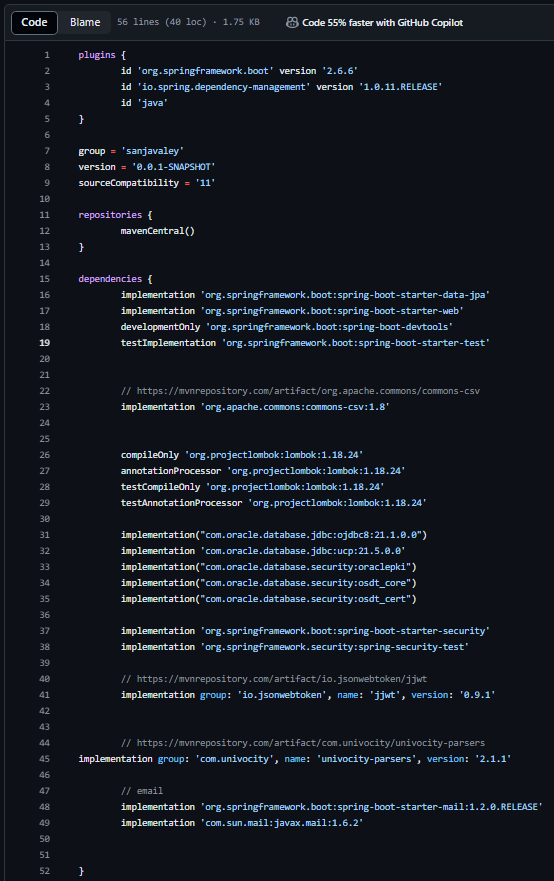 Code Blame 56 lines (40 loc) · 1.75 KB Code 55% faster with GitHub Copilot
1 plugins {
2 id 'org.springframework.boot' version '2.6.6'
3 id 'io.spring.dependency-management' version '1.0.11.RELEASE'
4 id 'java'
5 }
6
7 group = 'sanjavaley'
8 version = '0.0.1-SNAPSHOT'
9 sourceCompatibility = '11'
10
11 repositories {
12 mavenCentral()
13 }
14
15 dependencies {
16 implementation 'org.springframework.boot:spring-boot-starter-data-jpa'
17 implementation 'org.springframework.boot:spring-boot-starter-web'
18 developmentOnly 'org.springframework.boot:spring-boot-devtools'
19 testImplementation 'org.springframework.boot:spring-boot-starter-test'
20
21
22 // https://mvnrepository.com/artifact/org.apache.commons/commons-csv
23 implementation 'org.apache.commons:commons-csv:1.8'
24
25
26 compileOnly 'org.projectlombok:lombok:1.18.24'
27 annotationProcessor 'org.projectlombok:lombok:1.18.24'
28 testCompileOnly 'org.projectlombok:lombok:1.18.24'
29 testAnnotationProcessor 'org.projectlombok:lombok:1.18.24'
30
31 implementation("com.oracle.database.jdbc:ojdbc8:21.1.0.0")
32 implementation 'com.oracle.database.jdbc:ucp:21.5.0.0'
33 implementation("com.oracle.database.security:oraclepki")
34 implementation("com.oracle.database.security:osdt_core")
35 implementation("com.oracle.database.security:osdt_cert")
36
37 implementation 'org.springframework.boot:spring-boot-starter-security'
38 implementation 'org.springframework.security:spring-security-test'
39
40 // https://mvnrepository.com/artifact/io.jsonwebtoken/jjwt
41 implementation group: 'io.jsonwebtoken', name: 'jjwt', version: '0.9.1'
42
43
44 // https://mvnrepository.com/artifact/com.univocity/univocity-parsers
45 implementation group: 'com.univocity', name: 'univocity-parsers', version: '2.1.1'
46
47 // email
48 implementation 'org.springframework.boot:spring-boot-starter-mail:1.2.0.RELEASE'
49 implementation 'com.sun.mail:javax.mail:1.6.2'
50
51
52 }